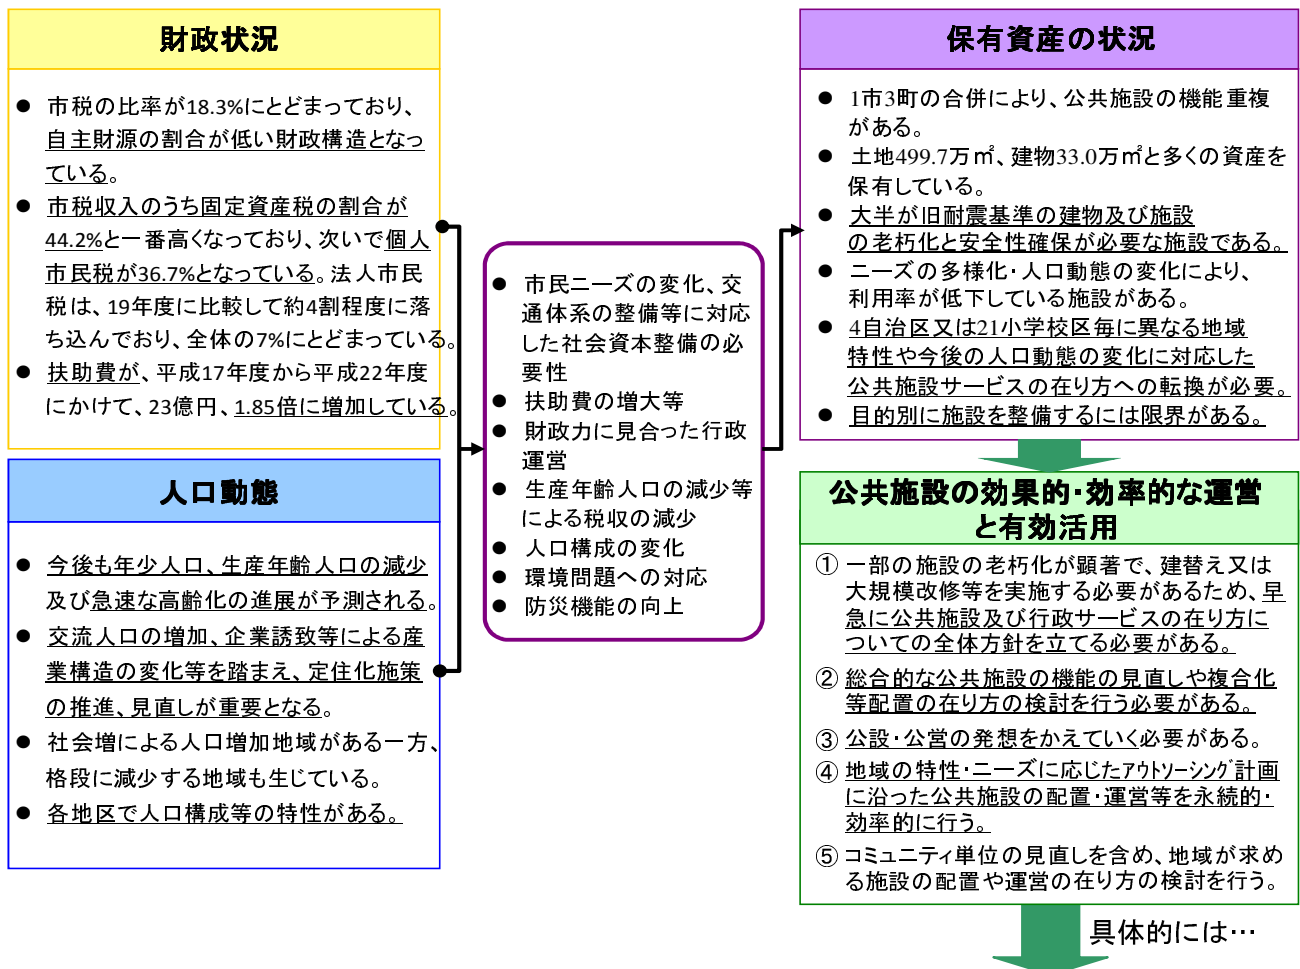 財政状況
● 市税の比率が18.3%にとどまっており、
自主財源の割合が低い財政構造となっ
ている。
● 市税収入のうち固定資産税の割合が
44.2%と一番高くなっており、次いで個人
市民税が36.7%となっている。法人市民
税は、19年度に比較して約4割程度に落
ち込んでおり、全体の7%にとどまっている。
● 扶助費が、平成17年度から平成22年度
にかけて、23億円、1.85倍に増加している。
人口動態
● 今後も年少人口、生産年齢人口の減少
及び急速な高齢化の進展が予測される。
● 交流人口の増加、企業誘致等による産
業構造の変化等を踏まえ、定住化施策
の推進、見直しが重要となる。
● 社会増による人口増加地域がある一方、
格段に減少する地域も生じている。
● 各地区で人口構成等の特性がある。
● 市民ニーズの変化、交
通体系の整備等に対応
した社会資本整備の必
要性
● 扶助費の増大等
● 財政力に見合った行政
運営
● 生産年齢人口の減少等
による税収の減少
● 人口構成の変化
● 環境問題への対応
● 防災機能の向上
保有資産の状況
● 1市3町の合併により、公共施設の機能重複
がある。
● 土地499.7万㎡、建物33.0万㎡と多くの資産を
保有している。
● 大半が旧耐震基準の建物及び施設
の老朽化と安全性確保が必要な施設である。
● ニーズの多様化・人口動態の変化により、
利用率が低下している施設がある。
● 4自治区又は21小学校区毎に異なる地域
特性や今後の人口動態の変化に対応した
公共施設サービスの在り方への転換が必要。
● 目的別に施設を整備するには限界がある。
公共施設の効果的・効率的な運営
と有効活用
① 一部の施設の老朽化が顕著で、建替え又は
大規模改修等を実施する必要があるため、早
急に公共施設及び行政サービスの在り方に
ついての全体方針を立てる必要がある。
② 総合的な公共施設の機能の見直しや複合化
等配置の在り方の検討を行う必要がある。
③ 公設・公営の発想をかえていく必要がある。
④ 地域の特性・ニーズに応じたｱｳﾄｿｰｼﾝｸﾞ計画
に沿った公共施設の配置・運営等を永続的・
効率的に行う。
⑤ コミュニティ単位の見直しを含め、地域が求め
る施設の配置や運営の在り方の検討を行う。
具体的には…